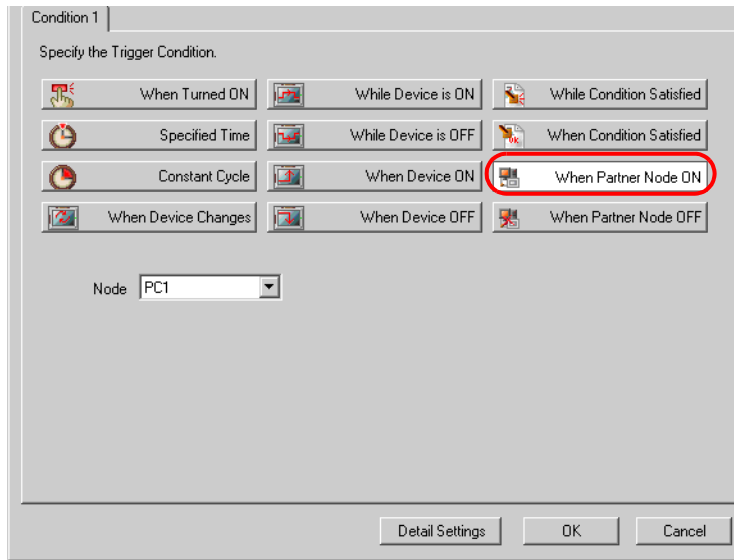 Condition 1
Specify the Trigger Condition.
When Turned ON
While Device is ON
While Condition Satisfied
Specified Time
While Device is OFF
When Condition Satisfied
Constant Cycle
When Device ON
When Partner Node ON
When Device Changes
When Device OFF
When Partner Node OFF
Node PC1
Detail Settings
OK
Cancel